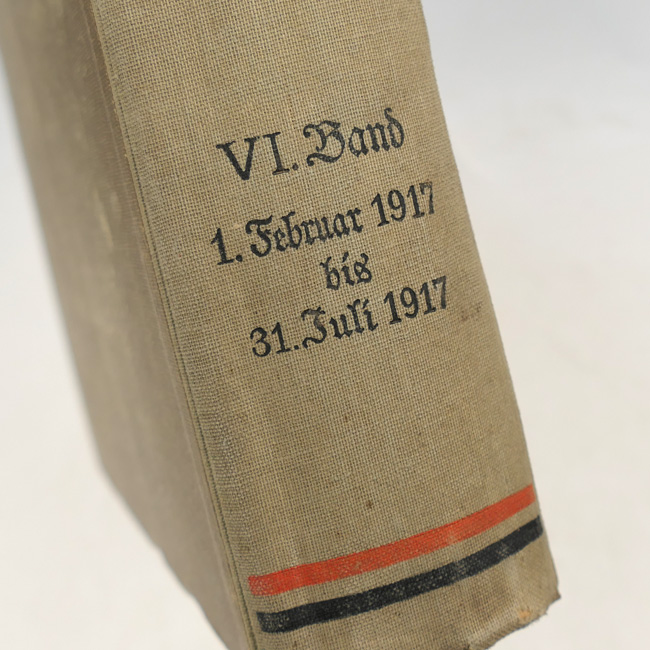 VI. Band
1. Februar 1917
bis
31. Juli 1917